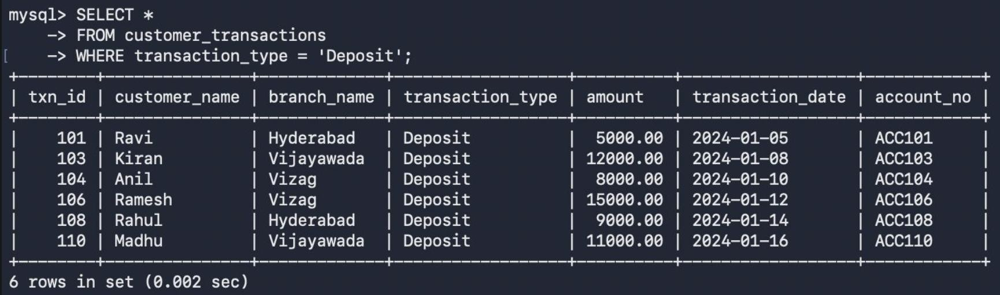 mysql> SELECT *
    -> FROM customer_transactions
[    -> WHERE transaction_type = 'Deposit';
+--------+---------------+-------------+------------------+----------+------------------+------------+
| txn_id | customer_name | branch_name | transaction_type | amount   | transaction_date | account_no |
+--------+---------------+-------------+------------------+----------+------------------+------------+
|    101 | Ravi          | Hyderabad   | Deposit          |  5000.00 | 2024-01-05       | ACC101     |
|    103 | Kiran         | Vijayawada  | Deposit          | 12000.00 | 2024-01-08       | ACC103     |
|    104 | Anil          | Vizag       | Deposit          |  8000.00 | 2024-01-10       | ACC104     |
|    106 | Ramesh        | Vizag       | Deposit          | 15000.00 | 2024-01-12       | ACC106     |
|    108 | Rahul         | Hyderabad   | Deposit          |  9000.00 | 2024-01-14       | ACC108     |
|    110 | Madhu         | Vijayawada  | Deposit          | 11000.00 | 2024-01-16       | ACC110     |
+--------+---------------+-------------+------------------+----------+------------------+------------+
6 rows in set (0.002 sec)